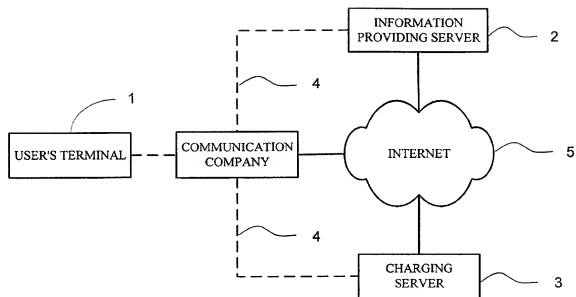 INFORMATION
PROVIDING SERVER
2
4
1
USER'S TERMINAL
COMMUNICATION
COMPANY
INTERNET
5
4
CHARGING
SERVER
3